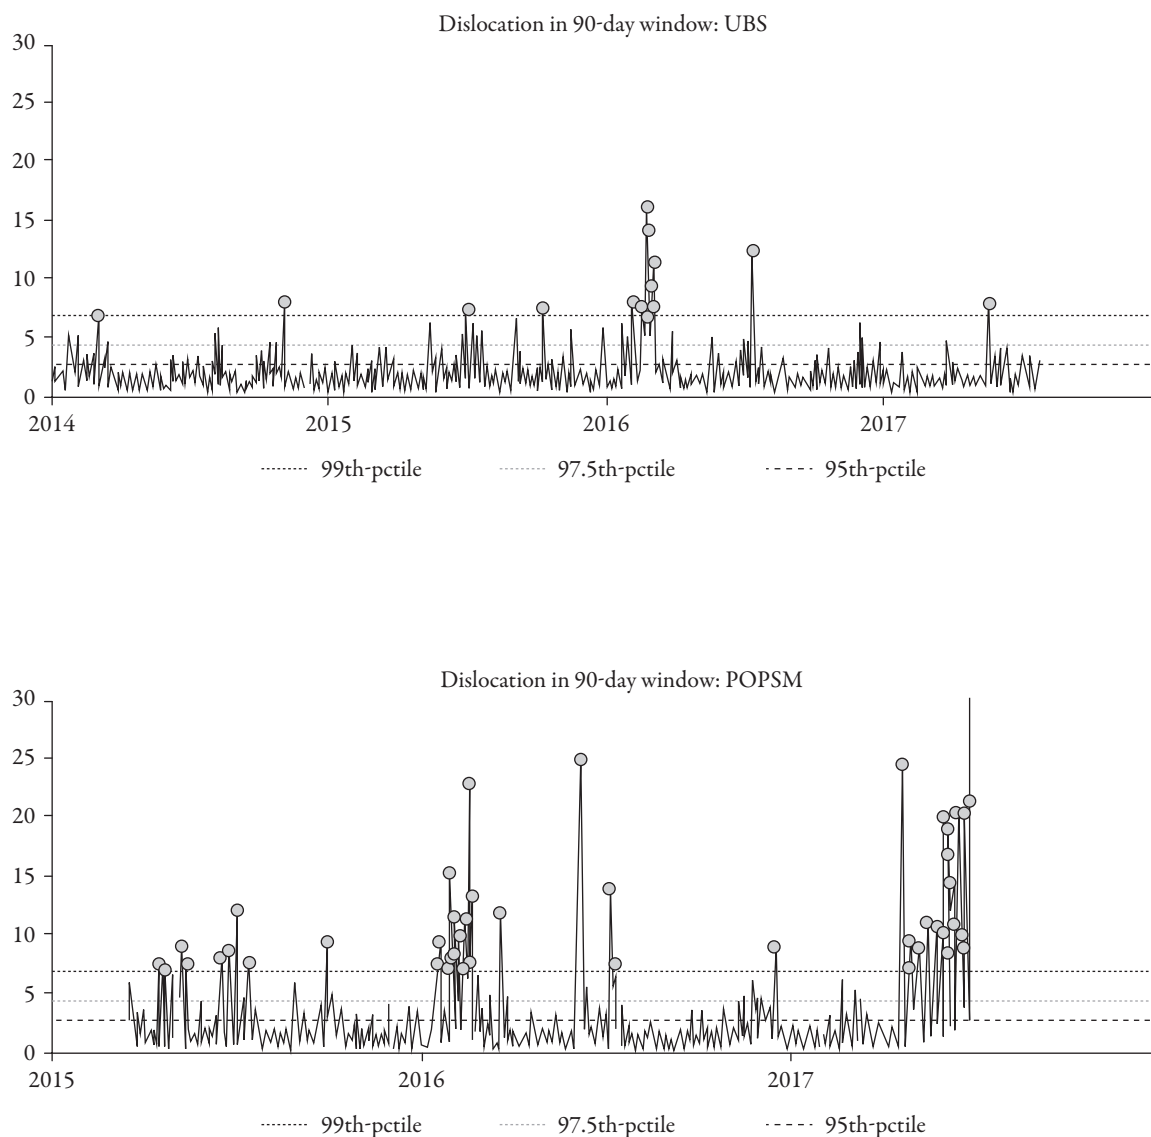 Dislocation in 90-day window: UBS
30
25
20
15
10
5
0
2014 2015 2016 2017
99th-pctile 97.5th-pctile 95th-pctile
Dislocation in 90-day window: POPSM
30
25
20
15
10
5
0
2015 2016 2017
99th-pctile 97.5th-pctile 95th-pctile